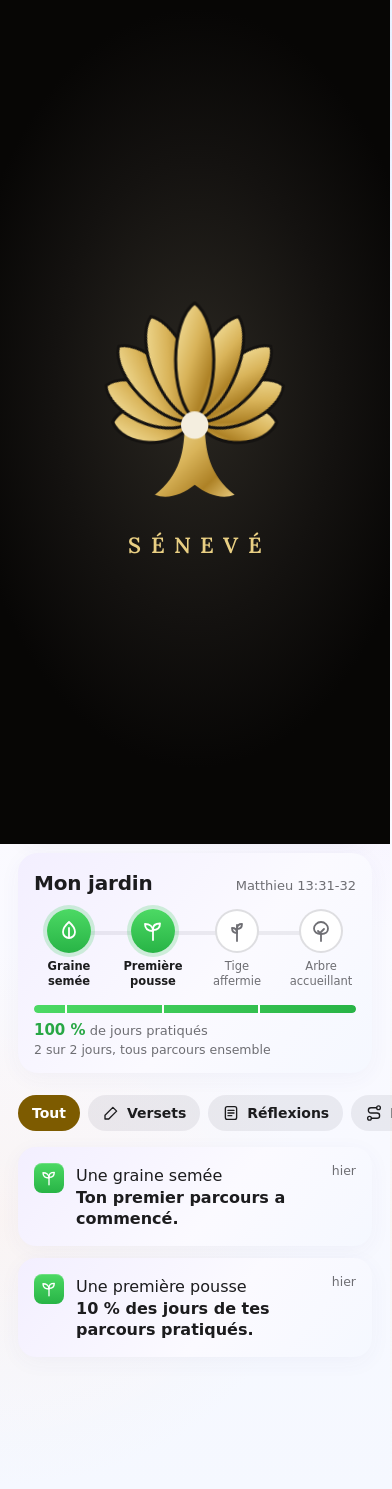 SÉNEVÉ
Mon jardin
Matthieu 13:31-32
Graine
semée
Première
pousse
Tige
affermie
Arbre
accueillant
100 % de jours pratiqués
2 sur 2 jours, tous parcours ensemble
Tout
Versets
Réflexions
Une graine semée
hier
Ton premier parcours a
commencé.
Une première pousse
hier
10 % des jours de tes
parcours pratiqués.